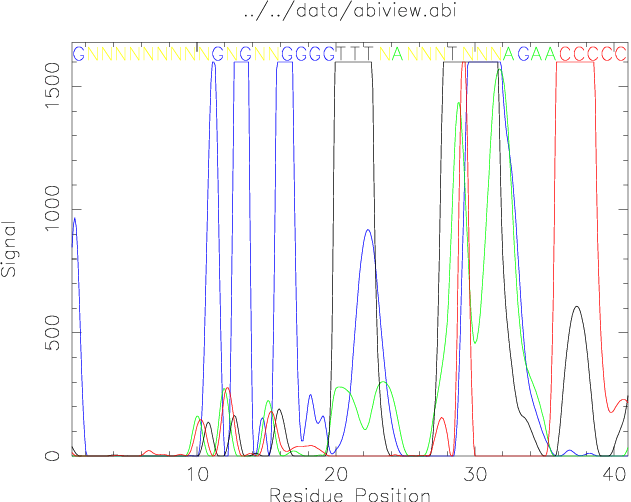 ../../data/abiview.abi
GNNNNNNNNNGNGNNGGGGTTTNANNNTNNNAGAACCCCC
1500
1000
500
0
Signal
10 20 30 40
Residue Position